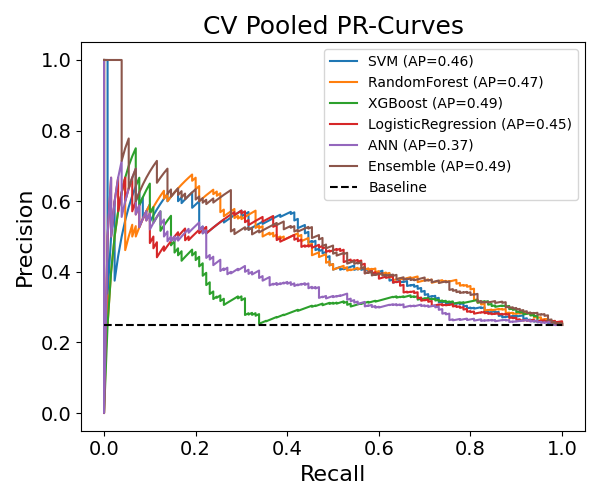 CV Pooled PR-Curves
SVM (AP=0.46)
RandomForest (AP=0.47)
XGBoost (AP=0.49)
LogisticRegression (AP=0.45)
ANN (AP=0.37)
Ensemble (AP=0.49)
Baseline
Precision
1.0
0.8
0.6
0.4
0.2
0.0
0.0 0.2 0.4 0.6 0.8 1.0
Recall